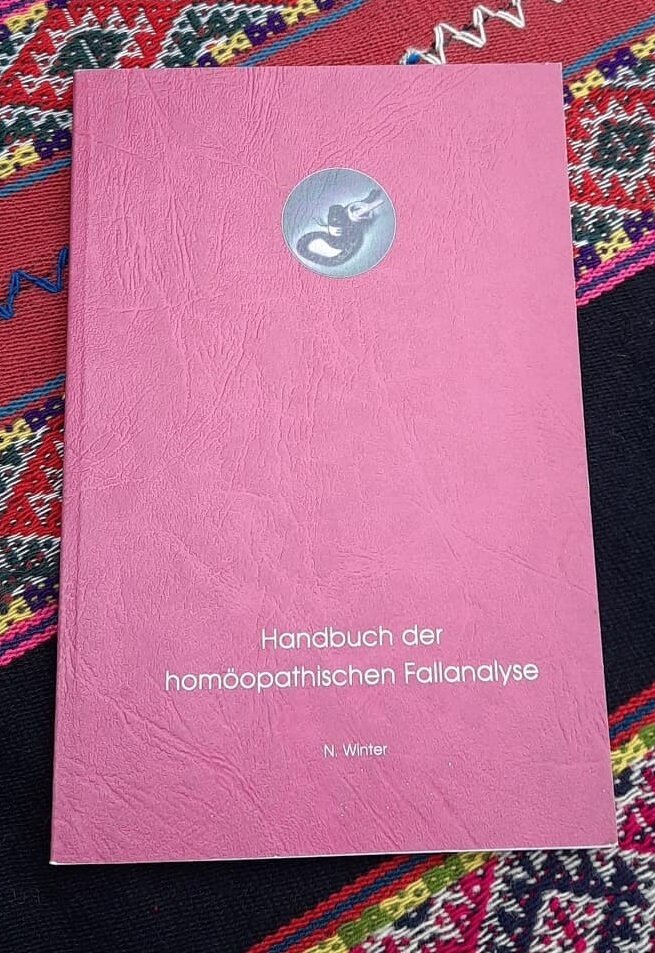 Handbuch der
homöopathischen Fallanalyse
N. Winter